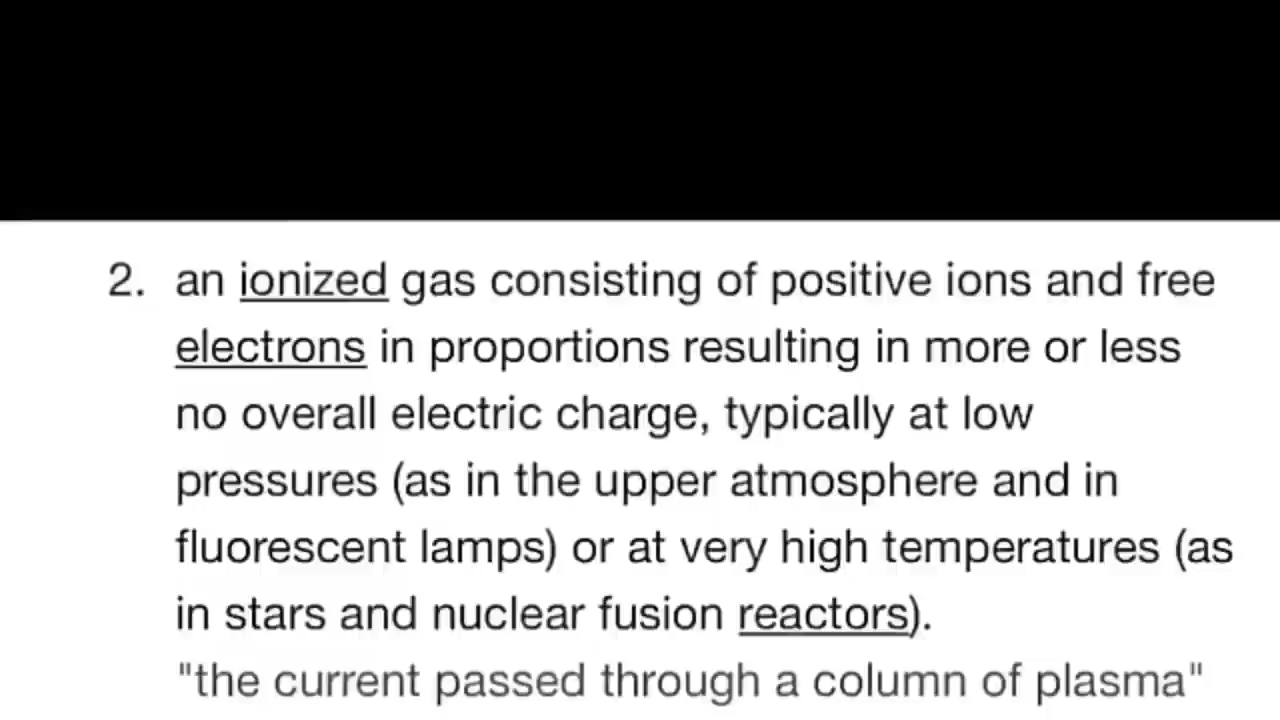 2. an ionized gas consisting of positive ions and free
electrons in proportions resulting in more or less
no overall electric charge, typically at low
pressures (as in the upper atmosphere and in
fluorescent lamps) or at very high temperatures (as
in stars and nuclear fusion reactors).
"the current passed through a column of plasma"